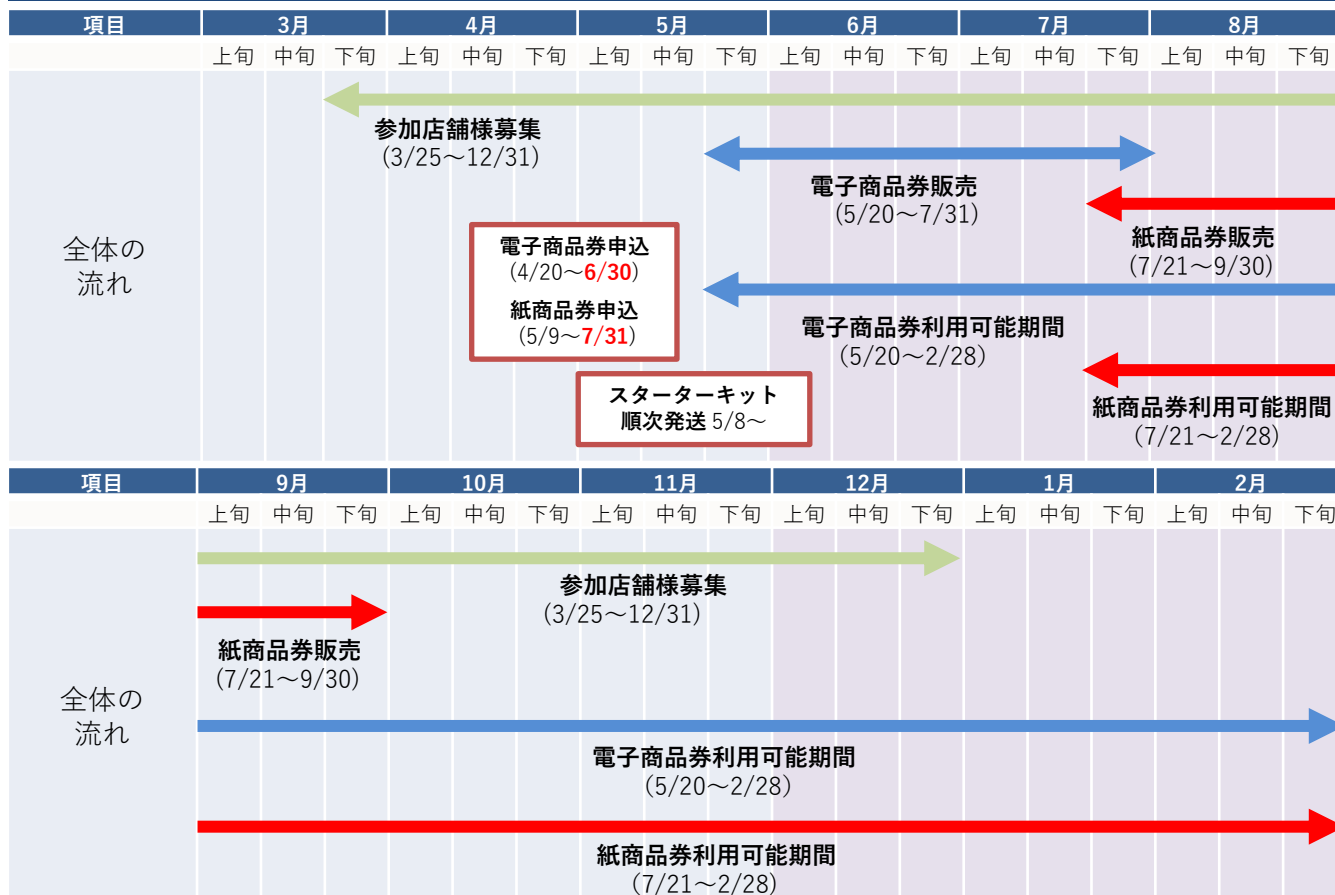 項目 3月 4月 5月 6月 7月 8月
上旬 中旬 下旬 上旬 中旬 下旬 上旬 中旬 下旬 上旬 中旬 下旬 上旬 中旬 下旬 上旬 中旬 下旬
全体の
流れ
参加店舗様募集
(3/25～12/31)
電子商品券販売
(5/20～7/31)
紙商品券販売
(7/21～9/30)
電子商品券申込
(4/20～6/30)
紙商品券申込
(5/9～7/31)
電子商品券利用可能期間
(5/20～2/28)
スターターキット
順次発送 5/8～
紙商品券利用可能期間
(7/21～2/28)
項目 9月 10月 11月 12月 1月 2月
上旬 中旬 下旬 上旬 中旬 下旬 上旬 中旬 下旬 上旬 中旬 下旬 上旬 中旬 下旬 上旬 中旬 下旬
全体の
流れ
参加店舗様募集
(3/25～12/31)
紙商品券販売
(7/21～9/30)
電子商品券利用可能期間
(5/20～2/28)
紙商品券利用可能期間
(7/21～2/28)